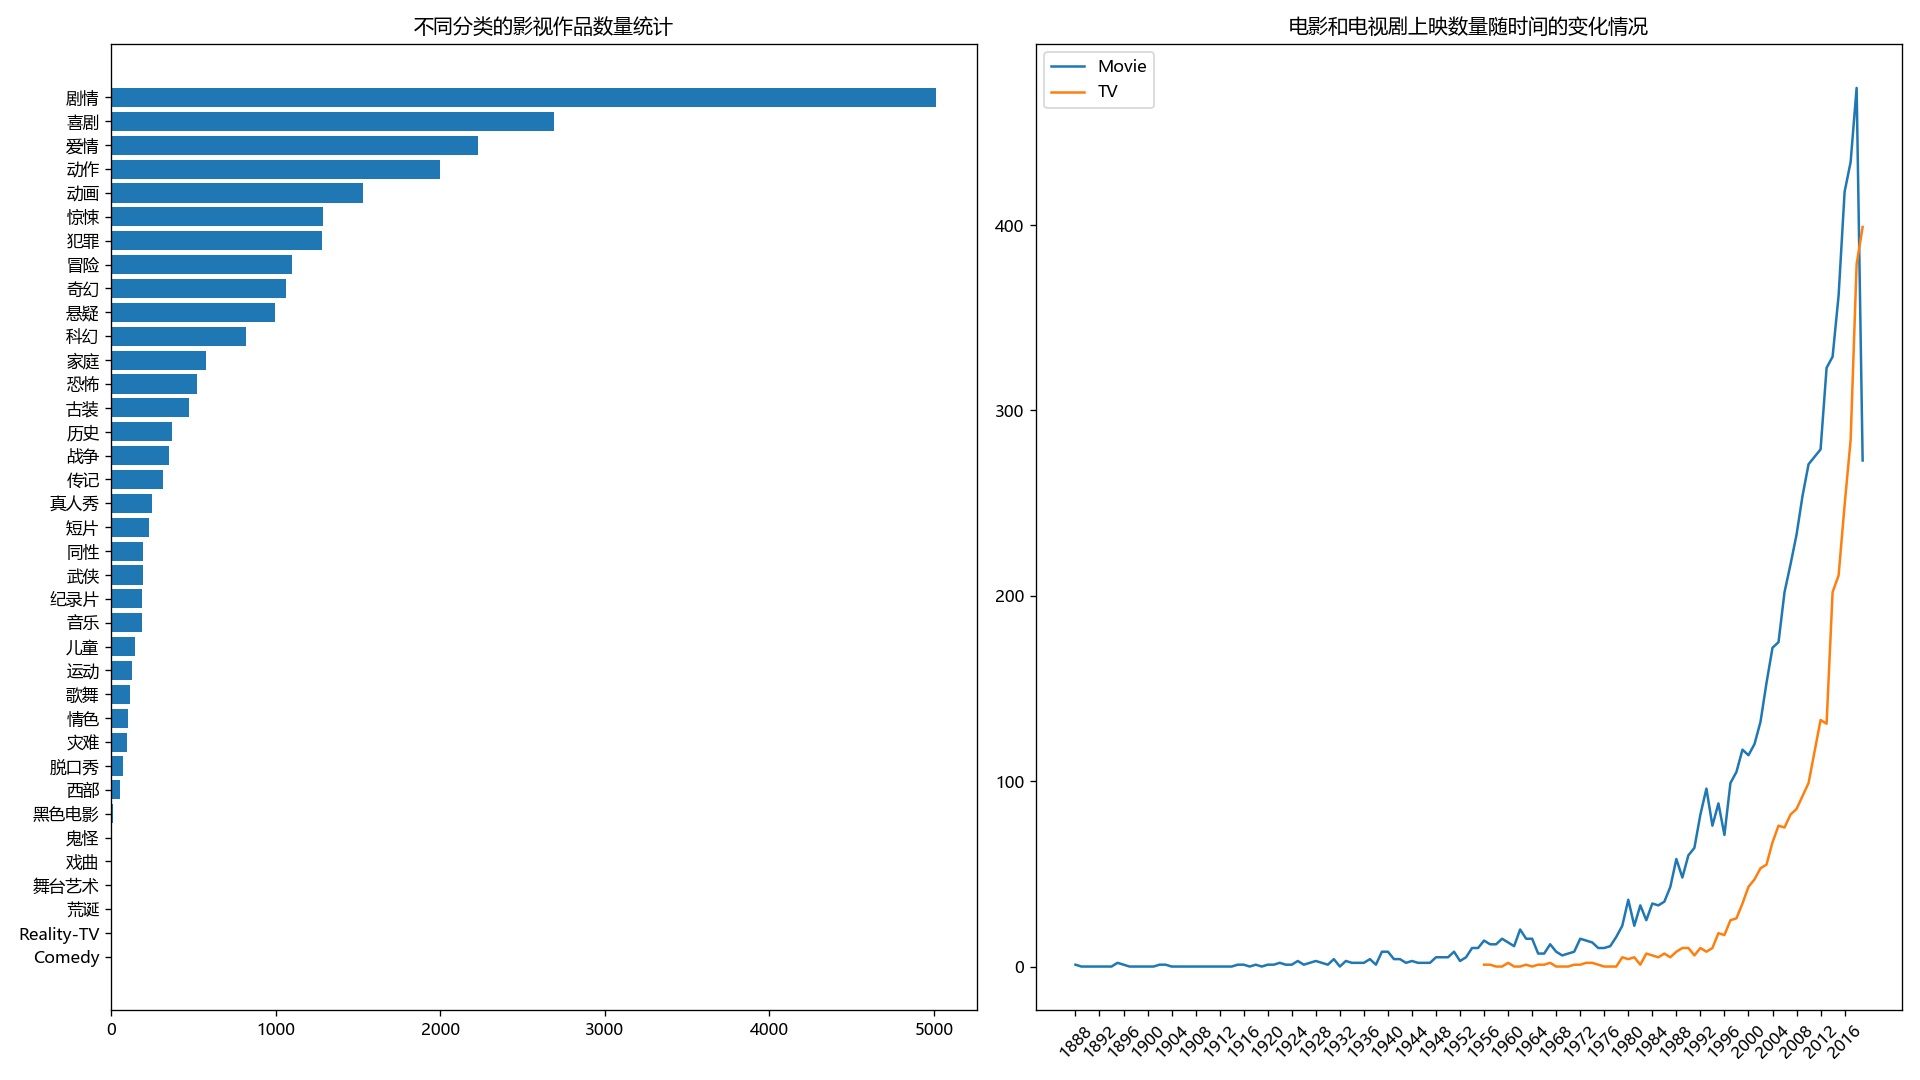 不同分类的影视作品数量统计
剧情
喜剧
爱情
动作
动画
惊悚
犯罪
冒险
奇幻
悬疑
科幻
家庭
恐怖
古装
历史
战争
传记
真人秀
短片
同性
武侠
纪录片
音乐
儿童
运动
歌舞
情色
灾难
脱口秀
西部
黑色电影
鬼怪
戏曲
舞台艺术
荒诞
Reality-TV
Comedy
0 1000 2000 3000 4000 5000
电影和电视剧上映数量随时间的变化情况
Movie
TV
400
300
200
100
0
1888 1892 1896 1900 1904 1908 1912 1916 1920 1924 1928 1932 1936 1940 1944 1948 1952 1956 1960 1964 1968 1972 1976 1980 1984 1988 1992 1996 2000 2004 2008 2012 2016